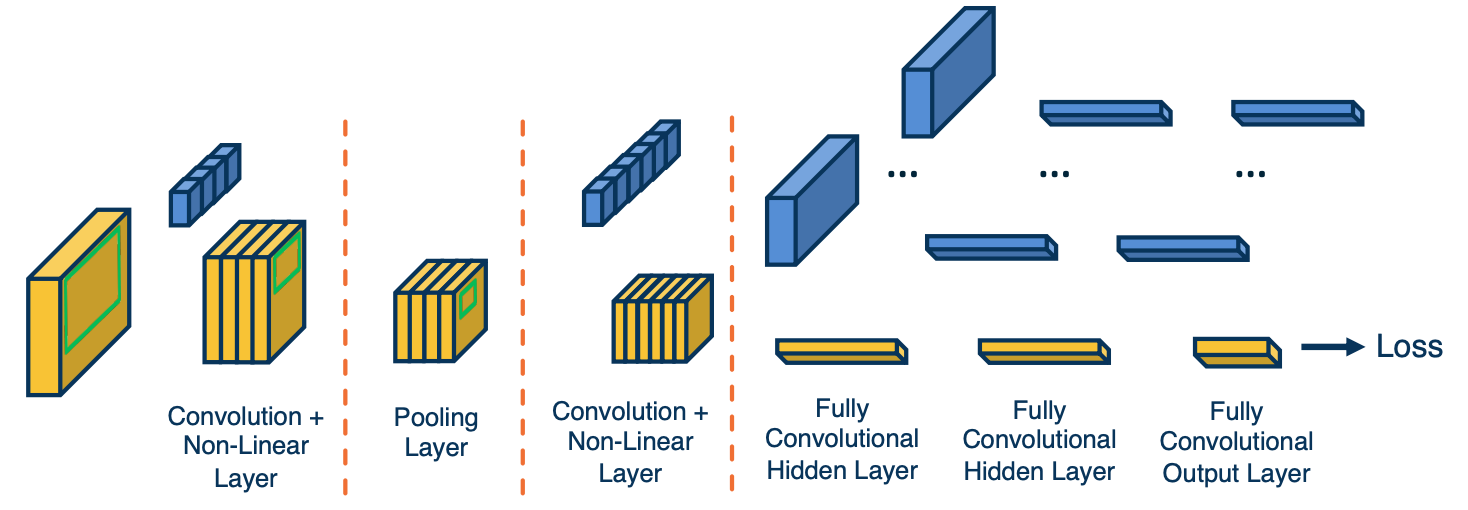 ...
...
...
Loss
Convolution +
Non-Linear
Layer
Pooling
Layer
Convolution +
Non-Linear
Layer
Fully
Convolutional
Hidden Layer
Fully
Convolutional
Hidden Layer
Fully
Convolutional
Output Layer